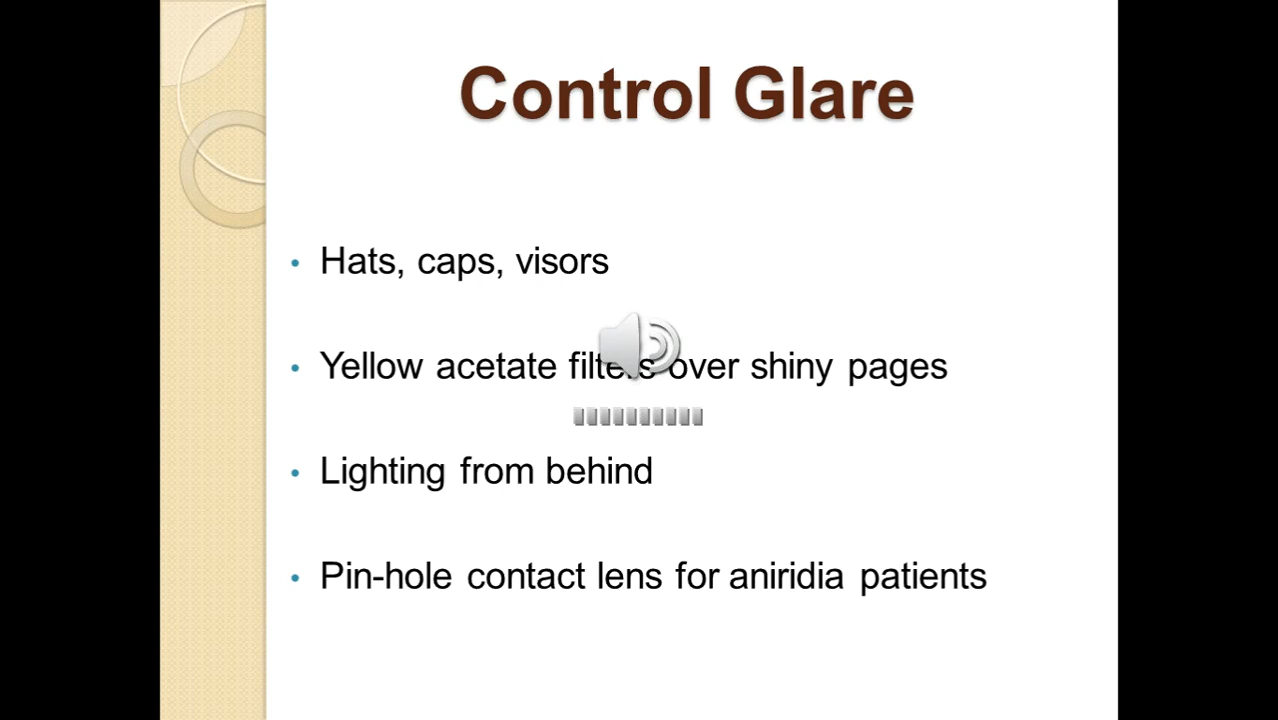 Control Glare
• Hats, caps, visors
• Yellow acetate filters over shiny pages
• Lighting from behind
• Pin-hole contact lens for aniridia patients